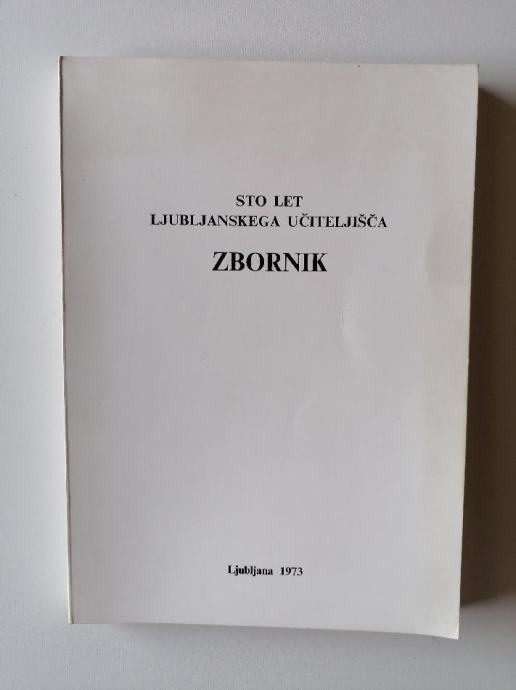 STO LET
LJUBLJANSKEGA UČITELJIŠČA
ZBORNIK
Ljubljana 1973